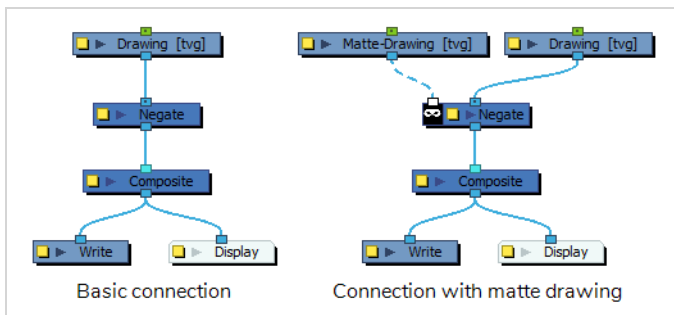 Drawing [tvg]
Negate
Composite
Write
Display
Basic connection
Matte-Drawing [tvg]
Drawing [tvg]
Negate
Composite
Write
Display
Connection with matte drawing